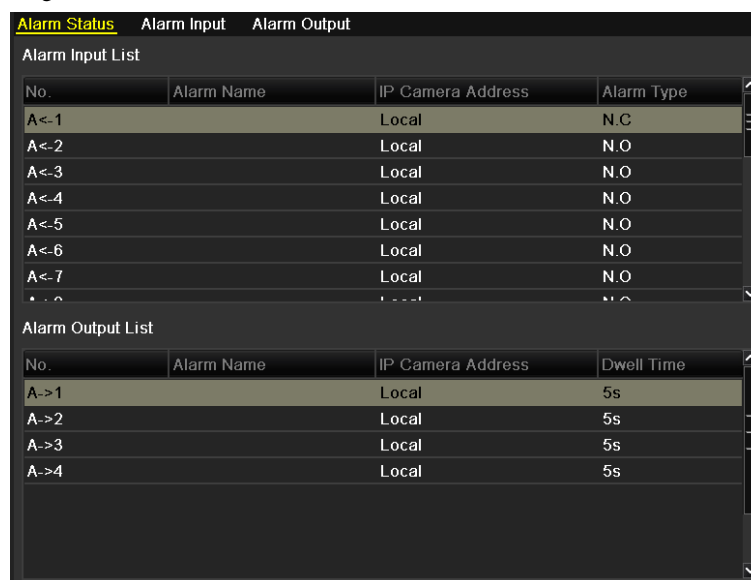 Alarm Status Alarm Input Alarm Output
Alarm Input List
No. Alarm Name IP Camera Address Alarm Type
A<-1 Local N.C
A<-2 Local N.O
A<-3 Local N.O
A<-4 Local N.O
A<-5 Local N.O
A<-6 Local N.O
A<-7 Local N.O
Alarm Output List
No. Alarm Name IP Camera Address Dwell Time
A->1 Local 5s
A->2 Local 5s
A->3 Local 5s
A->4 Local 5s